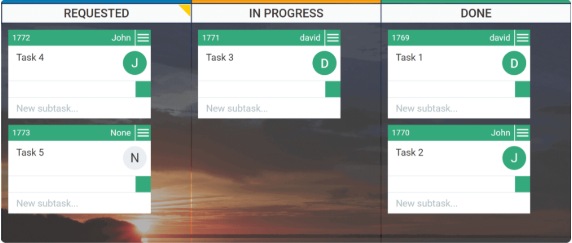 REQUESTED
IN PROGRESS
DONE
1772 John
Task 4
J
New subtask...
1773 None
Task 5
N
New subtask...
1771 david
Task 3
D
New subtask...
1769 david
Task 1
D
New subtask...
1770 John
Task 2
J
New subtask...